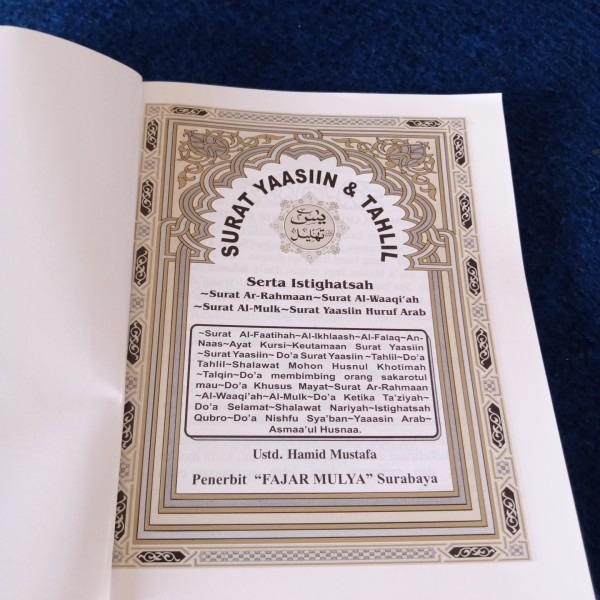 SURAT YAASIIN & TAHLIL
يس
تهليل
Serta Istighatsah
~Surat Ar-Rahmaan~Surat Al-Waaqi'ah
~Surat Al-Mulk~Surat Yaasiin Huruf Arab
~Surat Al-Faatihah~Al-Ikhlaash~Al-Falaq~An-
Naas~Ayat Kursi~Keutamaan Surat Yaasiin
~Surat Yaasiin~ Do'a Surat Yaasiin ~Tahlil~Do'a
Tahlil~Shalawat Mohon Husnul Khotimah
~Talqin~Do'a membimbing orang sakarotul
mau~Do'a Khusus Mayat~Surat Ar-Rahmaan
~Al-Waaqi'ah~Al-Mulk~Do'a Ketika Ta'ziyah~
Do'a Selamat~Shalawat Nariyah~Istighatsah
Qubro~Do'a Nishfu Sya'ban~Yaaasin Arab~
Asmaa'ul Husnaa.
Ustd. Hamid Mustafa
Penerbit "FAJAR MULYA" Surabaya